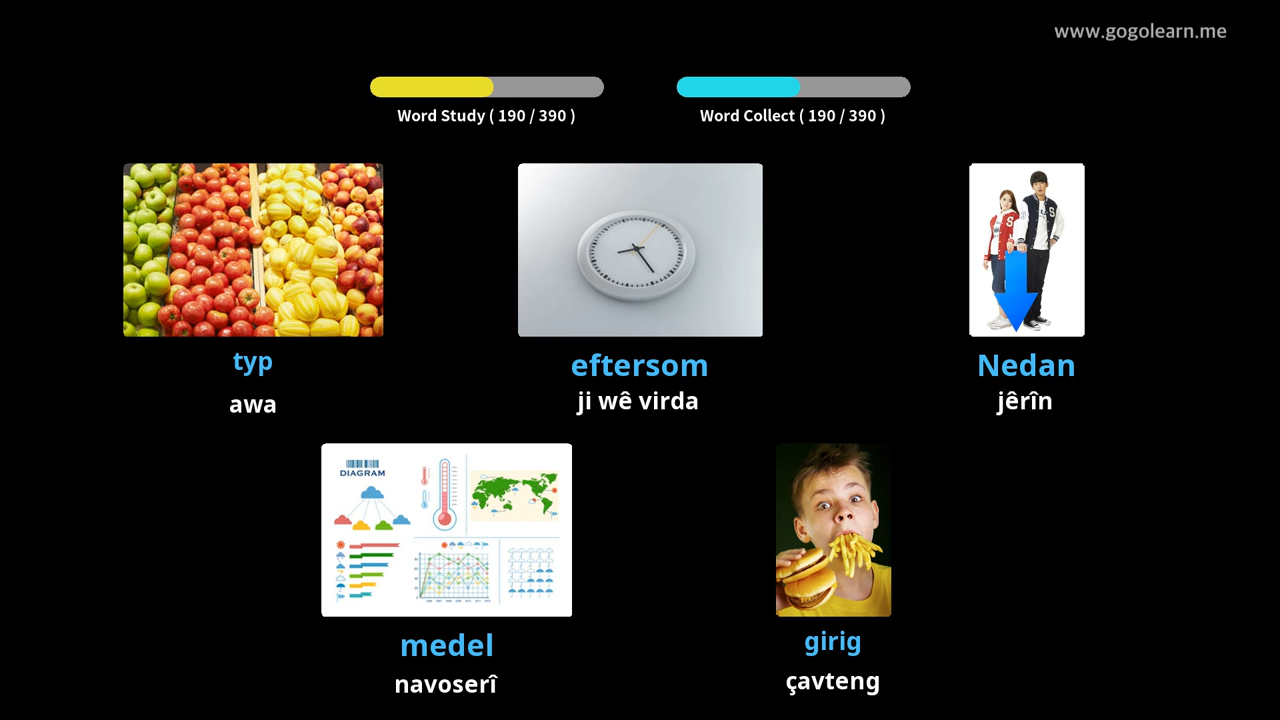 www.gogolearn.me
Word Study ( 190 / 390 )
Word Collect ( 190 / 390 )
typ
awa
eftersom
ji wê virda
Nedan
jêrîn
DIAGRAM
medel
navoserî
girig
çavteng